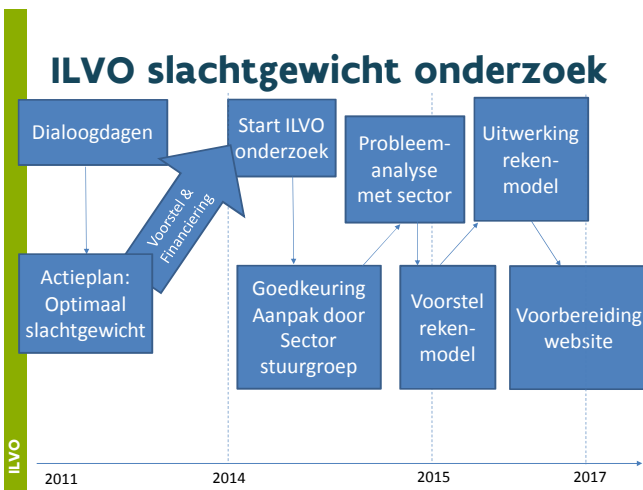 ILVO slachtgewicht onderzoek
Dialoogdagen
Actieplan:
Optimaal
slachtgewicht
Voorstel &
Financiering
Start ILVO
onderzoek
Goedkeuring
Aanpak door
Sector
stuurgroep
Probleem-
analyse
met sector
Voorstel
reken-
model
Uitwerking
reken-
model
Voorbereiding
website
ILVO
2011
2014
2015
2017